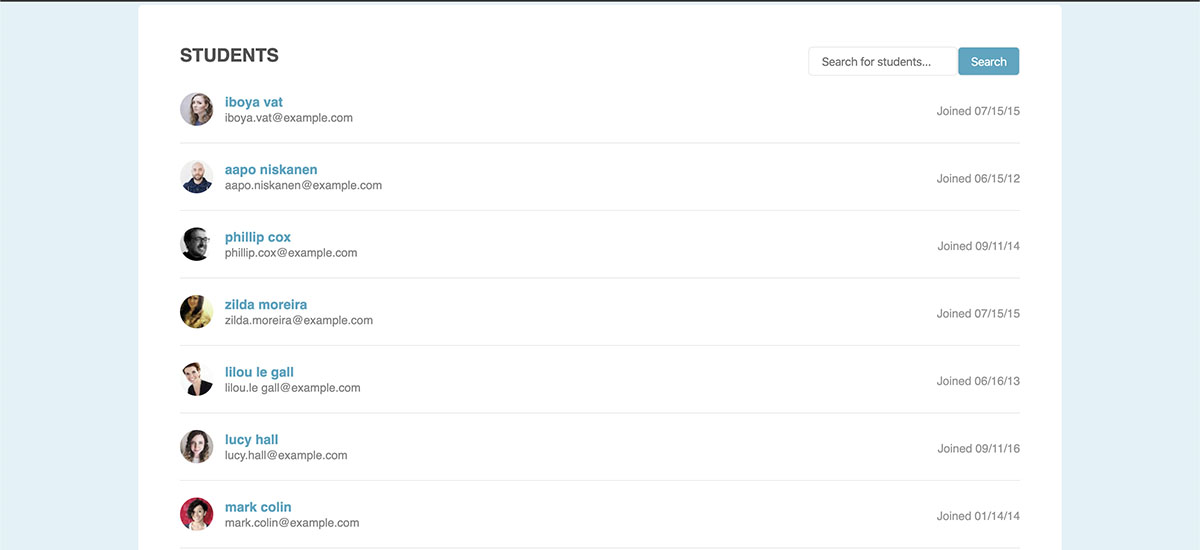 STUDENTS
Search for students...
Search
iboya vat
iboya.vat@example.com
Joined 07/15/15
aapo niskanen
aapo.niskanen@example.com
Joined 06/15/12
phillip cox
phillip.cox@example.com
Joined 09/11/14
zilda moreira
zilda.moreira@example.com
Joined 07/15/15
lilou le gall
lilou.le gall@example.com
Joined 06/16/13
lucy hall
lucy.hall@example.com
Joined 09/11/16
mark colin
mark.colin@example.com
Joined 01/14/14